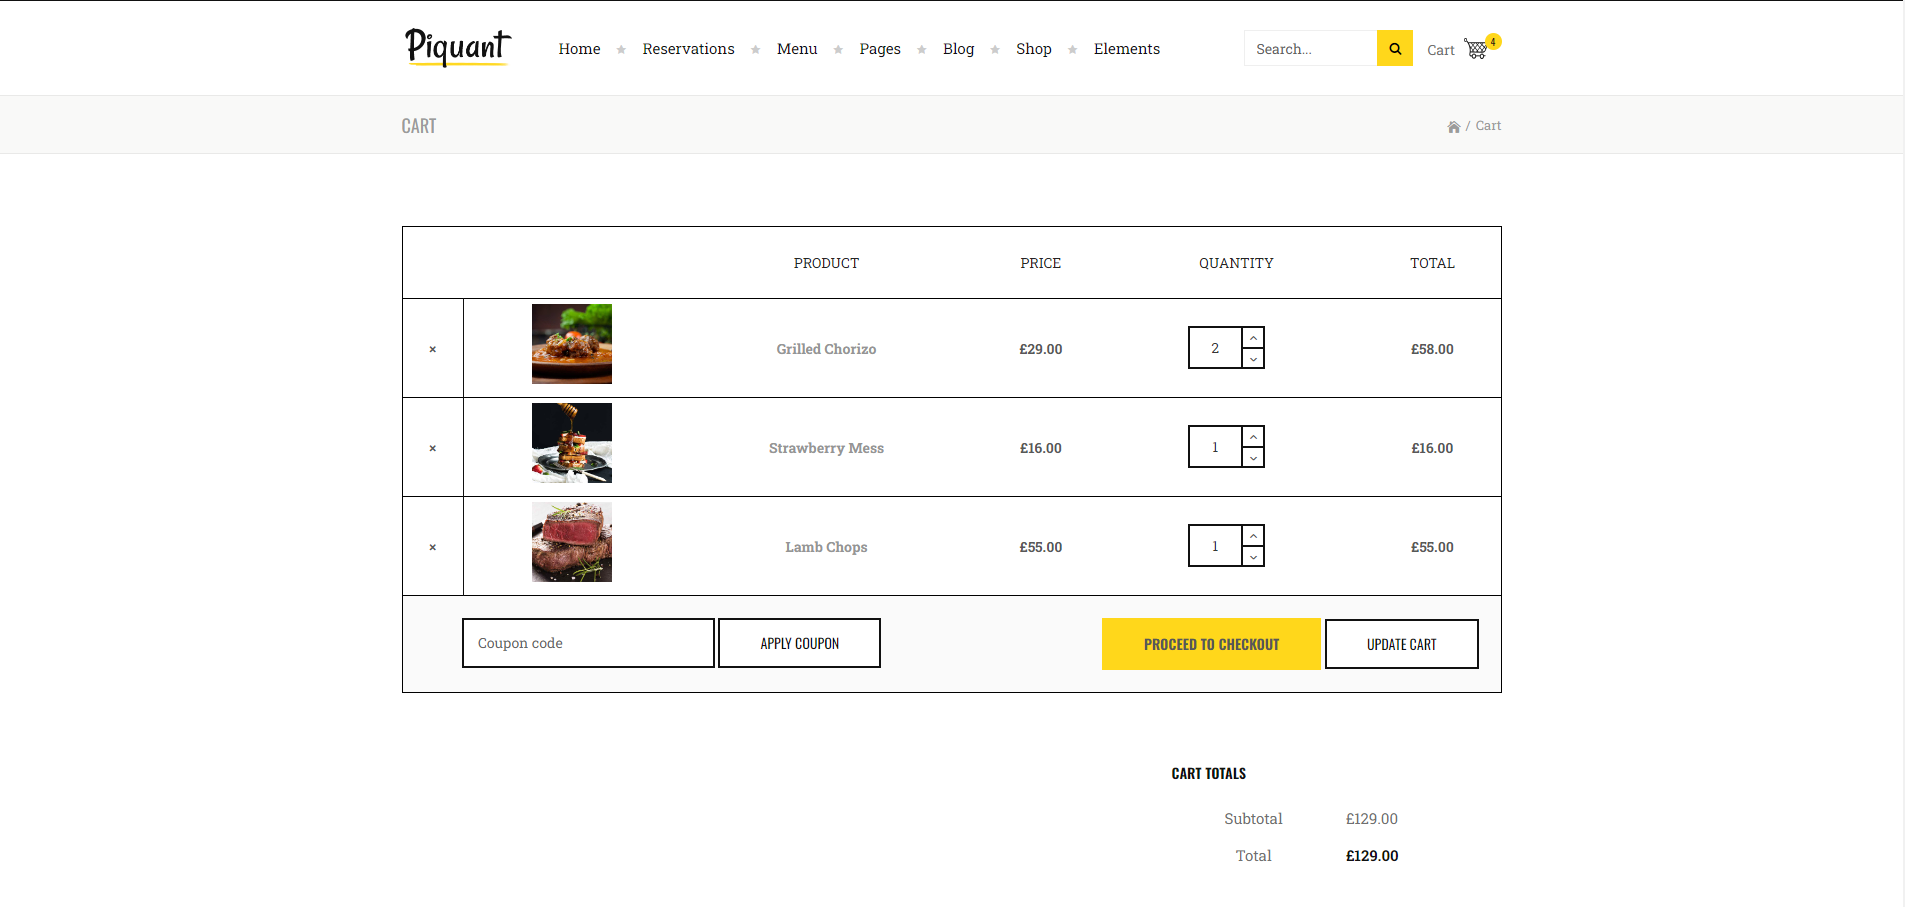 Piquant
Home Reservations Menu Pages Blog Shop Elements
Search...
Cart 4
CART
/ Cart
PRODUCT PRICE QUANTITY TOTAL
× Grilled Chorizo £29.00 2 £58.00
× Strawberry Mess £16.00 1 £16.00
× Lamb Chops £55.00 1 £55.00
Coupon code APPLY COUPON PROCEED TO CHECKOUT UPDATE CART
CART TOTALS
Subtotal £129.00
Total £129.00